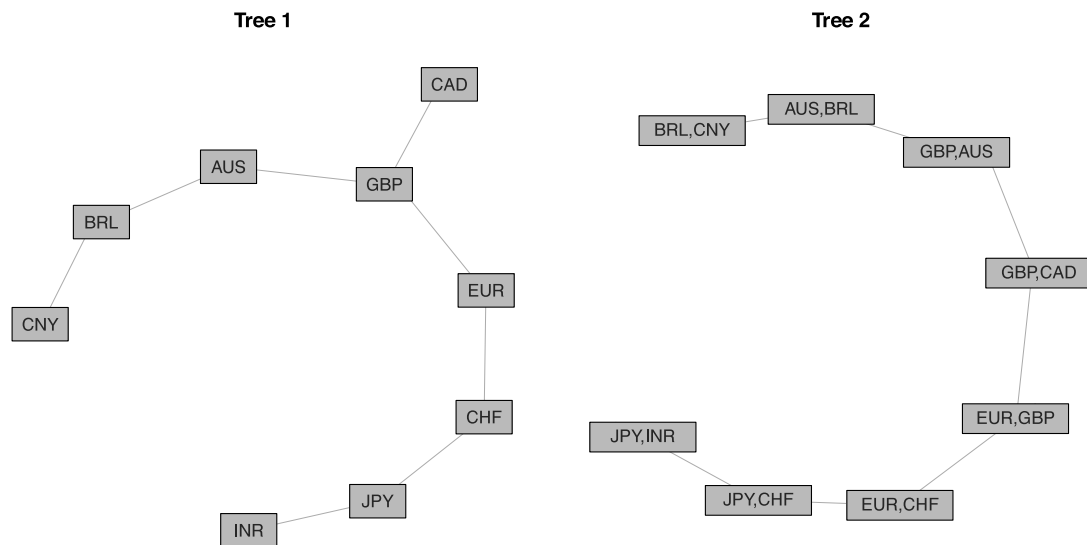 Tree 1
CAD
AUS
GBP
BRL
EUR
CNY
CHF
JPY
INR
Tree 2
AUS,BRL
BRL,CNY
GBP,AUS
GBP,CAD
EUR,GBP
JPY,INR
JPY,CHF
EUR,CHF